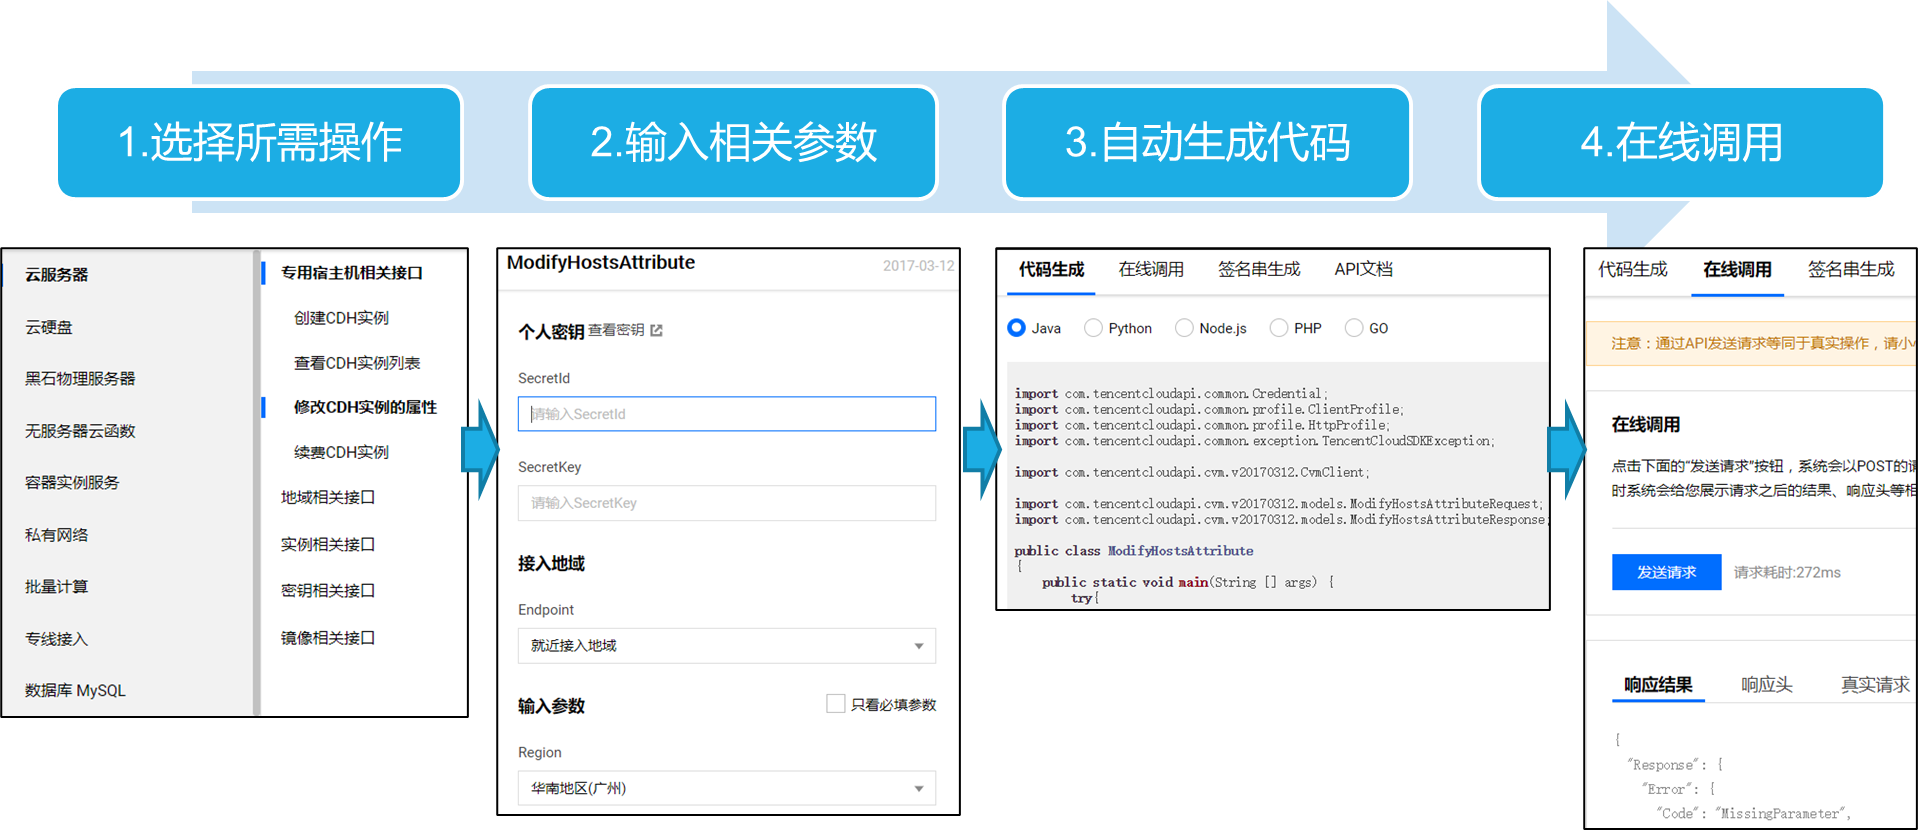 1.选择所需操作
2.输入相关参数
3.自动生成代码
4.在线调用
云服务器
云硬盘
黑石物理服务器
无服务器云函数
容器实例服务
私有网络
批量计算
专线接入
数据库 MySQL
专用宿主机相关接口
创建CDH实例
查看CDH实例列表
修改CDH实例的属性
续费CDH实例
地域相关接口
实例相关接口
密钥相关接口
镜像相关接口
ModifyHostsAttribute 2017-03-12
个人密钥 查看密钥
SecretId
请输入SecretId
SecretKey
请输入SecretKey
接入地域
Endpoint
就近接入地域
输入参数 只看必填参数
Region
华南地区(广州)
代码生成 在线调用 签名串生成 API文档
Java Python Node.js PHP GO
import com.tencentcloudapi.common.Credential;
import com.tencentcloudapi.common.profile.ClientProfile;
import com.tencentcloudapi.common.profile.HttpProfile;
import com.tencentcloudapi.common.exception.TencentCloudSDKException;
import com.tencentcloudapi.cvm.v20170312.CvmClient;
import com.tencentcloudapi.cvm.v20170312.models.ModifyHostsAttributeRequest;
import com.tencentcloudapi.cvm.v20170312.models.ModifyHostsAttributeResponse;
public class ModifyHostsAttribute
{
public static void main(String [] args) {
try{
代码生成 在线调用 签名串生成
注意：通过API发送请求等同于真实操作，请小
在线调用
点击下面的“发送请求”按钮，系统会以POST的
时系统会给您展示请求之后的结果、响应头等相
发送请求 请求耗时:272ms
响应结果 响应头 真实请求
{
"Response": {
"Error": {
"Code": "MissingParameter",